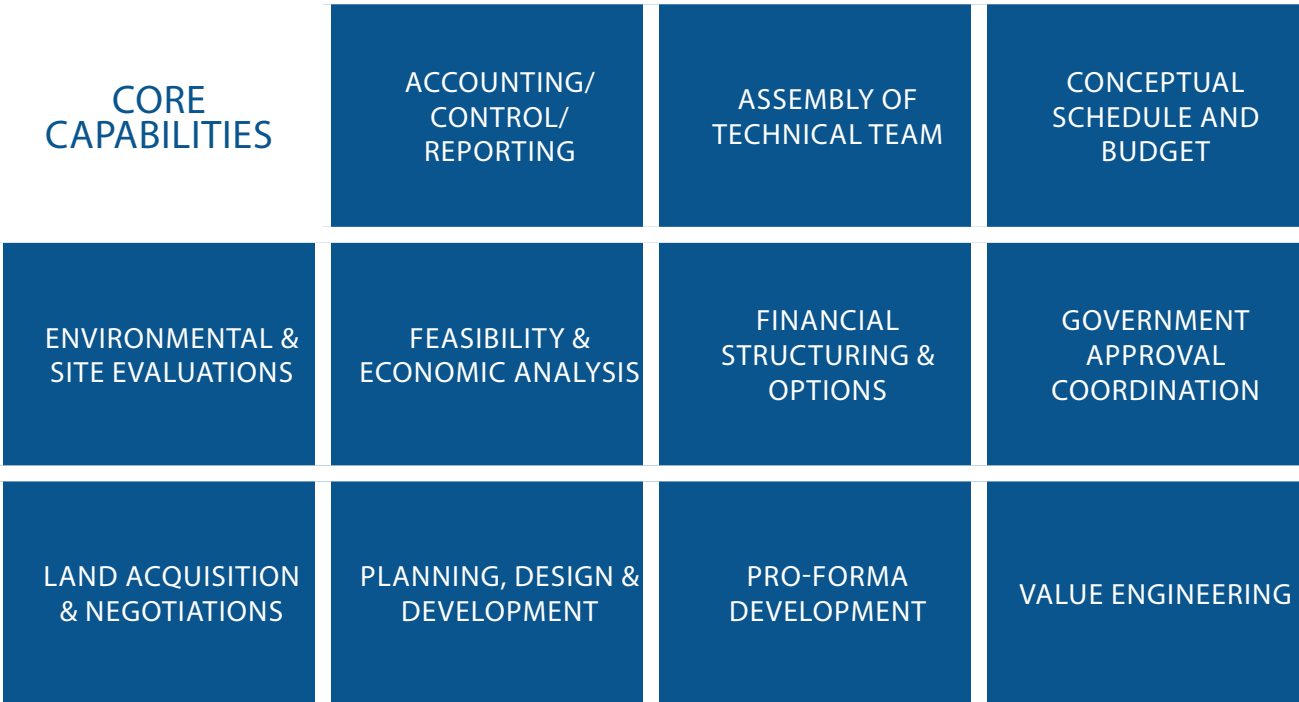 CORE
CAPABILITIES
ACCOUNTING/
CONTROL/
REPORTING
ASSEMBLY OF
TECHNICAL TEAM
CONCEPTUAL
SCHEDULE AND
BUDGET
ENVIRONMENTAL &
SITE EVALUATIONS
FEASIBILITY &
ECONOMIC ANALYSIS
FINANCIAL
STRUCTURING &
OPTIONS
GOVERNMENT
APPROVAL
COORDINATION
LAND ACQUISITION
& NEGOTIATIONS
PLANNING, DESIGN &
DEVELOPMENT
PRO-FORMA
DEVELOPMENT
VALUE ENGINEERING